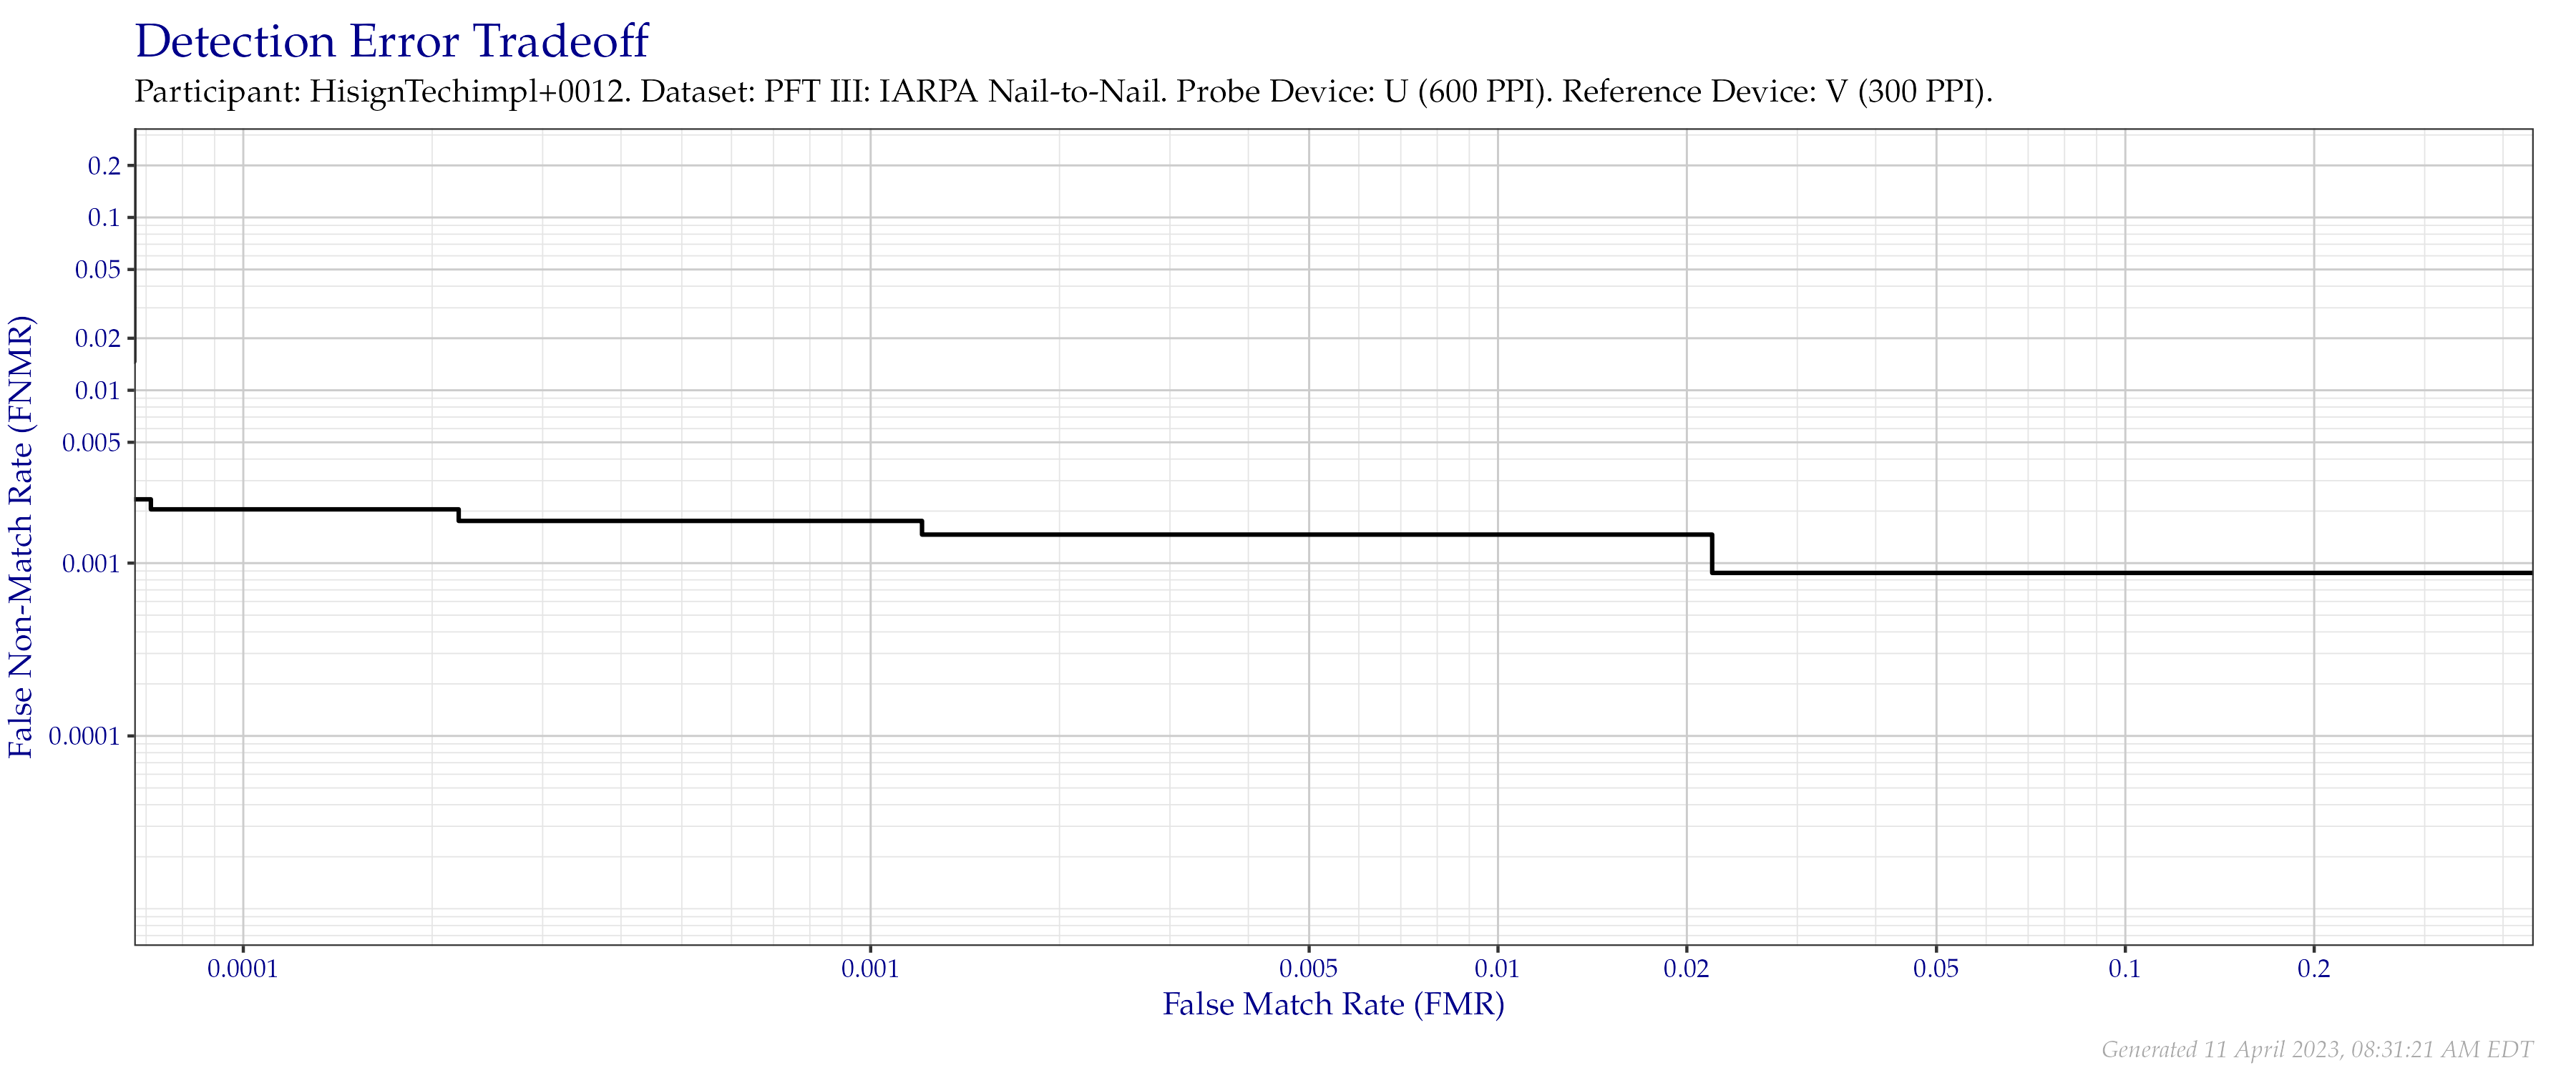 Detection Error Tradeoff
Participant: HisignTechimpl+0012. Dataset: PFT III: IARPA Nail-to-Nail. Probe Device: U (600 PPI). Reference Device: V (300 PPI).
False Non-Match Rate (FNMR)
0.2
0.1
0.05
0.02
0.01
0.005
0.001
0.0001
0.0001 0.001 0.005 0.01 0.02 0.05 0.1 0.2
False Match Rate (FMR)
Generated 11 April 2023, 08:31:21 AM EDT